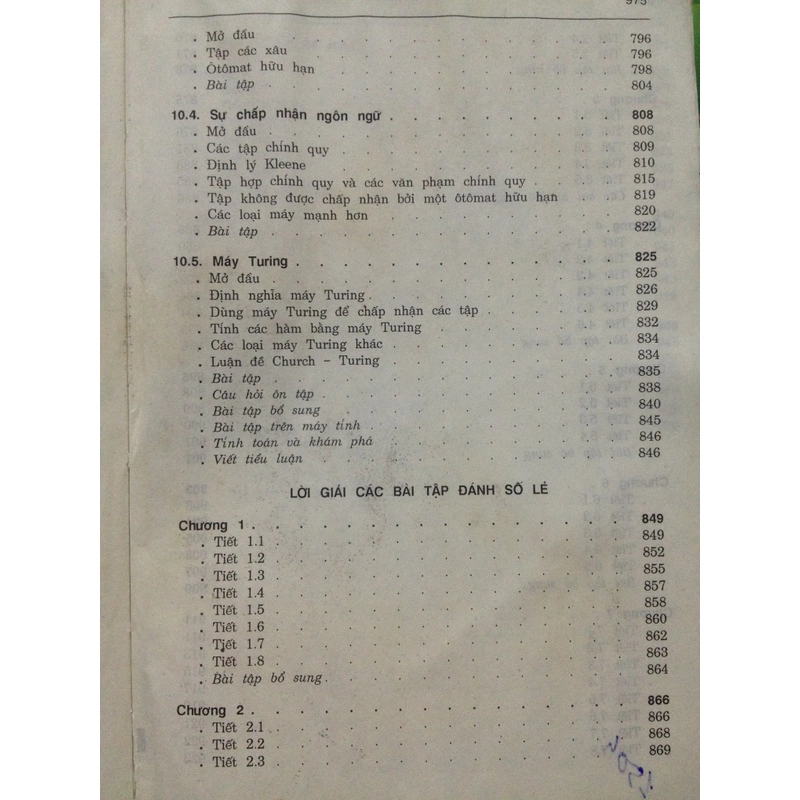 975
. Mở đầu 796
. Tập các xâu 796
. Ôtômat hữu hạn 798
. Bài tập 804
10.4. Sự chấp nhận ngôn ngữ 808
. Mở đầu 808
. Các tập chính quy 809
. Định lý Kleene 810
. Tập hợp chính quy và các văn phạm chính quy 815
. Tập không được chấp nhận bởi một ôtômat hữu hạn 819
. Các loại máy mạnh hơn 820
. Bài tập 822
10.5. Máy Turing 825
. Mở đầu 825
. Định nghĩa máy Turing 826
. Dùng máy Turing để chấp nhận các tập 829
. Tính các hàm bằng máy Turing 832
. Các loại máy Turing khác 834
. Luận đề Church – Turing 834
. Bài tập 835
. Câu hỏi ôn tập 838
. Bài tập bổ sung 840
. Bài tập trên máy tính 845
. Tính toán và khám phá 846
. Viết tiểu luận 846
LỜI GIẢI CÁC BÀI TẬP ĐÁNH SỐ LẺ
Chương 1 849
. Tiết 1.1 849
. Tiết 1.2 852
. Tiết 1.3 855
. Tiết 1.4 857
. Tiết 1.5 858
. Tiết 1.6 860
. Tiết 1.7 862
. Tiết 1.8 863
. Bài tập bổ sung 864
Chương 2 866
. Tiết 2.1 866
. Tiết 2.2 868
. Tiết 2.3 869